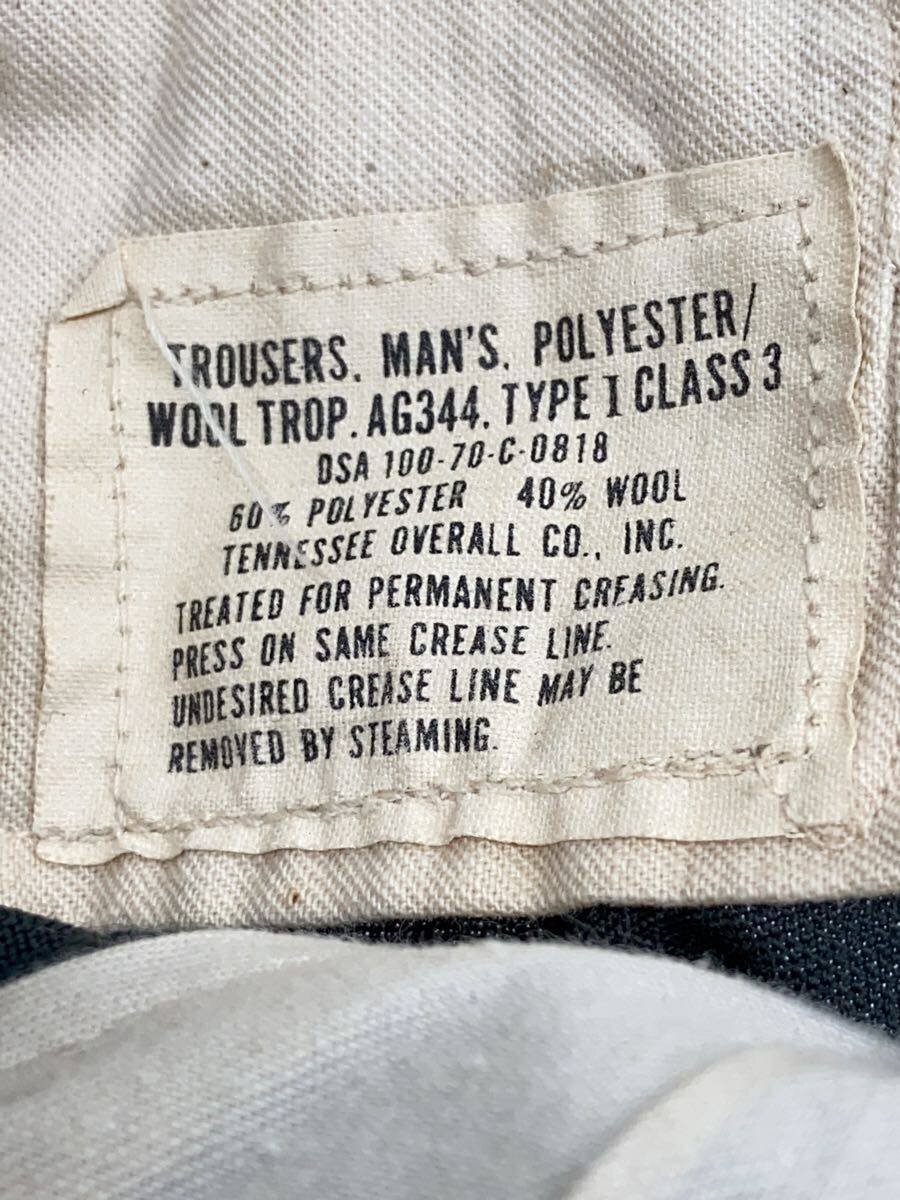 TROUSERS. MAN'S. POLYESTER/
WOOL TROP. AG344. TYPE I CLASS 3
DSA 100-70-C-0818
60% POLYESTER 40% WOOL
TENNESSEE OVERALL CO., INC.
TREATED FOR PERMANENT CREASING.
PRESS ON SAME CREASE LINE.
UNDESIRED CREASE LINE MAY BE
REMOVED BY STEAMING.